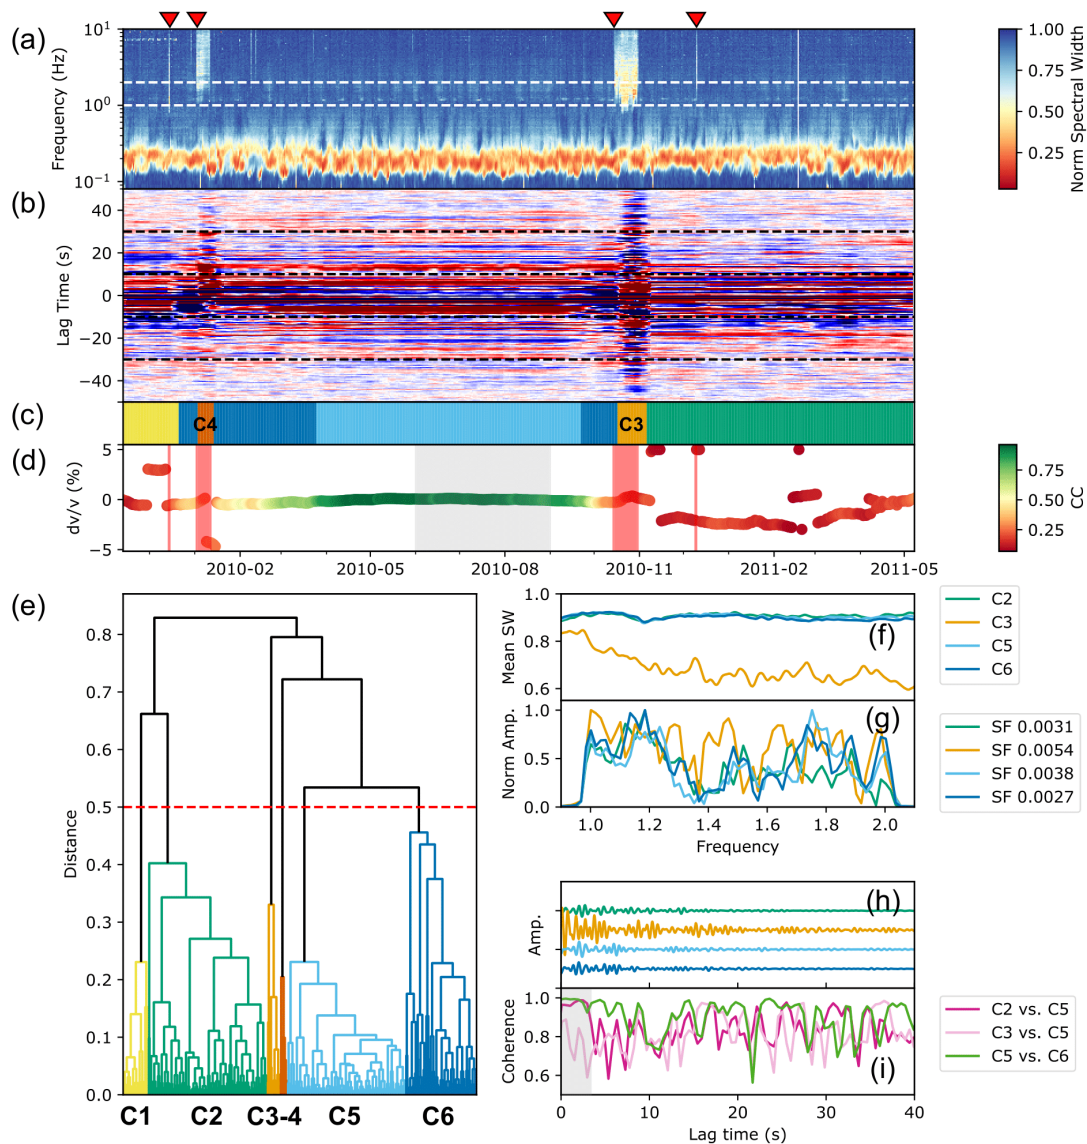 (a)
10¹
10⁰
10⁻¹
Frequency (Hz)
1.00
0.75
0.50
0.25
Norm Spectral Width
(b)
40
20
0
−20
−40
Lag Time (s)
(c)
C4
C3
(d)
5
0
−5
dv/v (%)
2010-02
2010-05
2010-08
2010-11
2011-02
2011-05
0.75
0.50
0.25
CC
(e)
0.8
0.7
0.6
0.5
0.4
0.3
0.2
0.1
0.0
Distance
C1
C2
C3-4
C5
C6
0.8
0.6
Mean SW
(f)
C2
C3
C5
C6
1.0
0.5
0.0
Norm Amp.
(g)
1.0
1.2
1.4
1.6
1.8
2.0
Frequency
SF 0.0031
SF 0.0054
SF 0.0038
SF 0.0027
Amp.
(h)
1.0
0.8
0.6
Coherence
(i)
0
10
20
30
40
Lag time (s)
C2 vs. C5
C3 vs. C5
C5 vs. C6